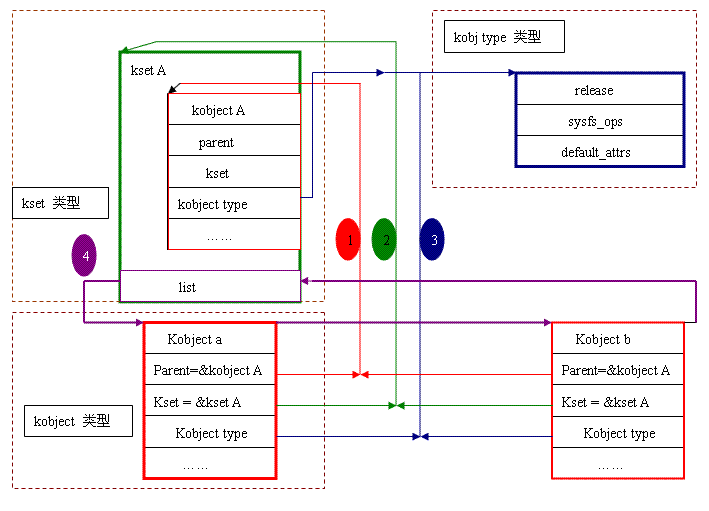 kobj type 类型
kset A
release
kobject A
sysfs_ops
parent
default_attrs
kset
kset 类型
kobject type
……
1
2
3
4
list
Kobject a
Kobject b
Parent=&kobject A
Parent=&kobject A
Kset = &kset A
Kset = &kset A
kobject 类型
Kobject type
Kobject type
……
……